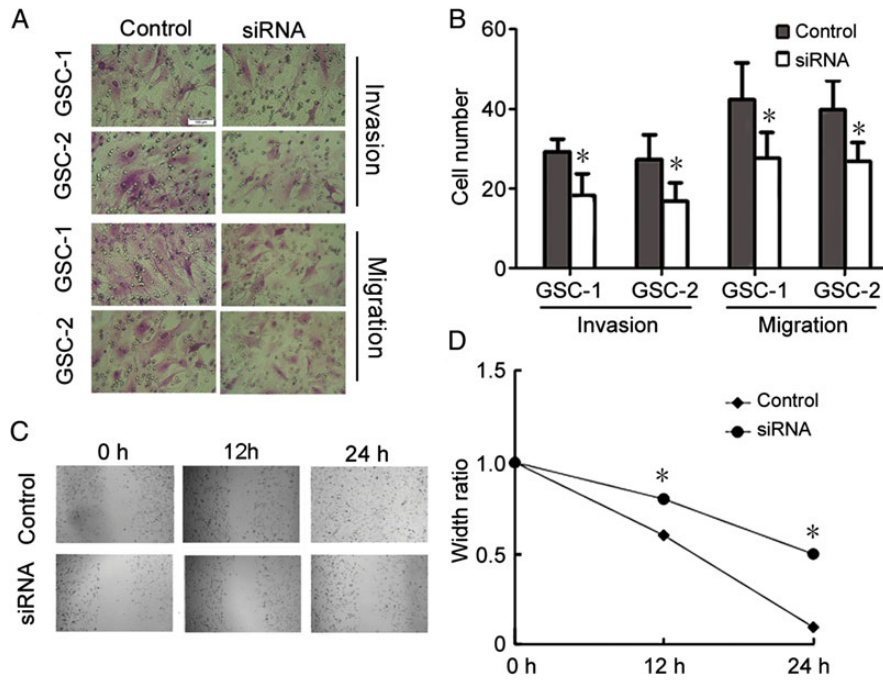 A
Control siRNA
GSC-1
GSC-2
Invasion
GSC-1
GSC-2
Migration
B
Control
siRNA
Cell number
60
40
20
0
* * * *
GSC-1 GSC-2 GSC-1 GSC-2
Invasion Migration
C
0 h 12h 24 h
Control
siRNA
D
Control
siRNA
Width ratio
1.5
1.0
0.5
0
* *
0 h 12 h 24 h